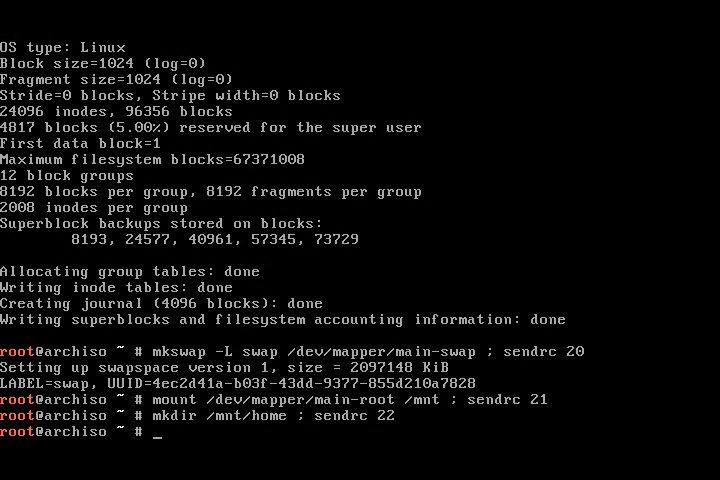 OS type: Linux
Block size=1024 (log=0)
Fragment size=1024 (log=0)
Stride=0 blocks, Stripe width=0 blocks
24096 inodes, 96356 blocks
4817 blocks (5.00%) reserved for the super user
First data block=1
Maximum filesystem blocks=67371008
12 block groups
8192 blocks per group, 8192 fragments per group
2008 inodes per group
Superblock backups stored on blocks:
        8193, 24577, 40961, 57345, 73729

Allocating group tables: done
Writing inode tables: done
Creating journal (4096 blocks): done
Writing superblocks and filesystem accounting information: done

root@archiso ~ # mkswap -L swap /dev/mapper/main-swap ; sendrc 20
Setting up swapspace version 1, size = 2097148 KiB
LABEL=swap, UUID=4ec2d41a-b03f-43dd-9377-855d210a7828
root@archiso ~ # mount /dev/mapper/main-root /mnt ; sendrc 21
root@archiso ~ # mkdir /mnt/home ; sendrc 22
root@archiso ~ # _